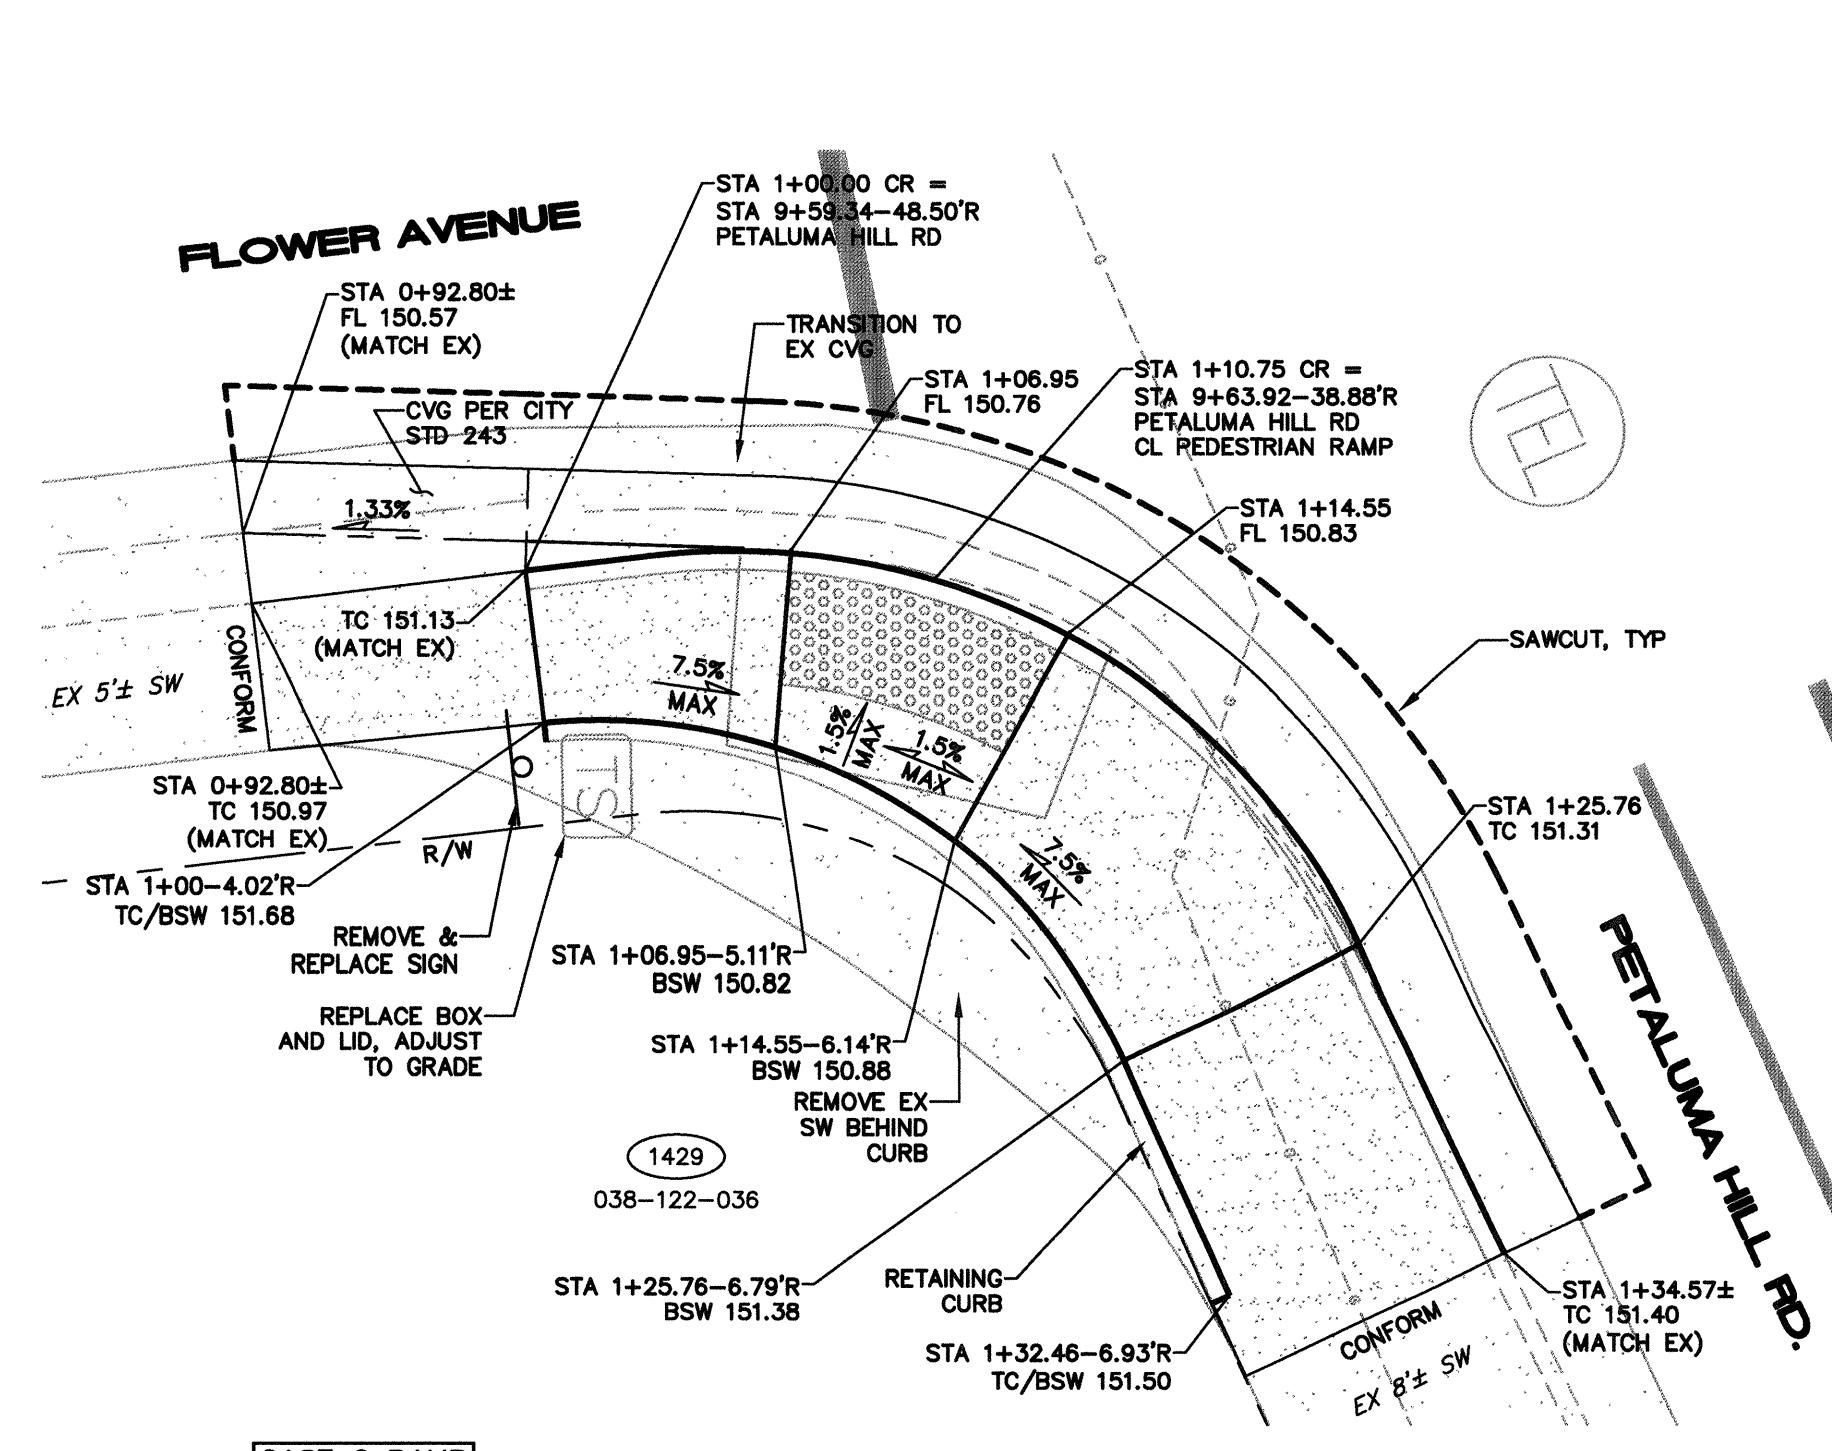 STA 1+00.00 CR =
STA 9+59.34-48.50'R
PETALUMA HILL RD
FLOWER AVENUE
STA 0+92.80±
FL 150.57
(MATCH EX)
TRANSITION TO
EX CVG
STA 1+06.95
FL 150.76
STA 1+10.75 CR =
STA 9+63.92-38.88'R
PETALUMA HILL RD
CL PEDESTRIAN RAMP
TEL
CVG PER CITY
STD 243
1.33%
STA 1+14.55
FL 150.83
TC 151.13
(MATCH EX)
CONFORM
EX 5'± SW
7.5%
MAX
1.5%
MAX
1.5%
MAX
SAWCUT, TYP
STA 0+92.80±
TC 150.97
(MATCH EX)
TS
R/W
STA 1+25.76
TC 151.31
7.5%
MAX
STA 1+00-4.02'R
TC/BSW 151.68
REMOVE &
REPLACE SIGN
STA 1+06.95-5.11'R
BSW 150.82
REPLACE BOX
AND LID, ADJUST
TO GRADE
STA 1+14.55-6.14'R
BSW 150.88
REMOVE EX
SW BEHIND
CURB
PETALUMA HILL RD.
1429
038-122-036
STA 1+25.76-6.79'R
BSW 151.38
RETAINING
CURB
STA 1+32.46-6.93'R
TC/BSW 151.50
CONFORM
EX 8'± SW
STA 1+34.57±
TC 151.40
(MATCH EX)